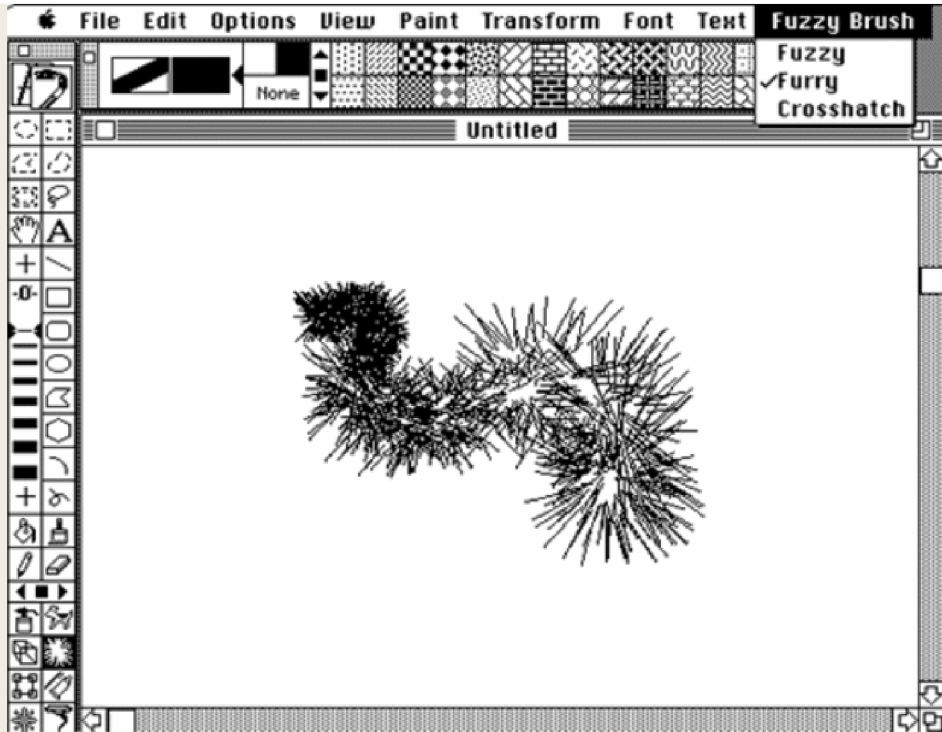 File Edit Options View Paint Transform Font Text Fuzzy Brush
Fuzzy
✓Furry
Crosshatch
None
Untitled
A